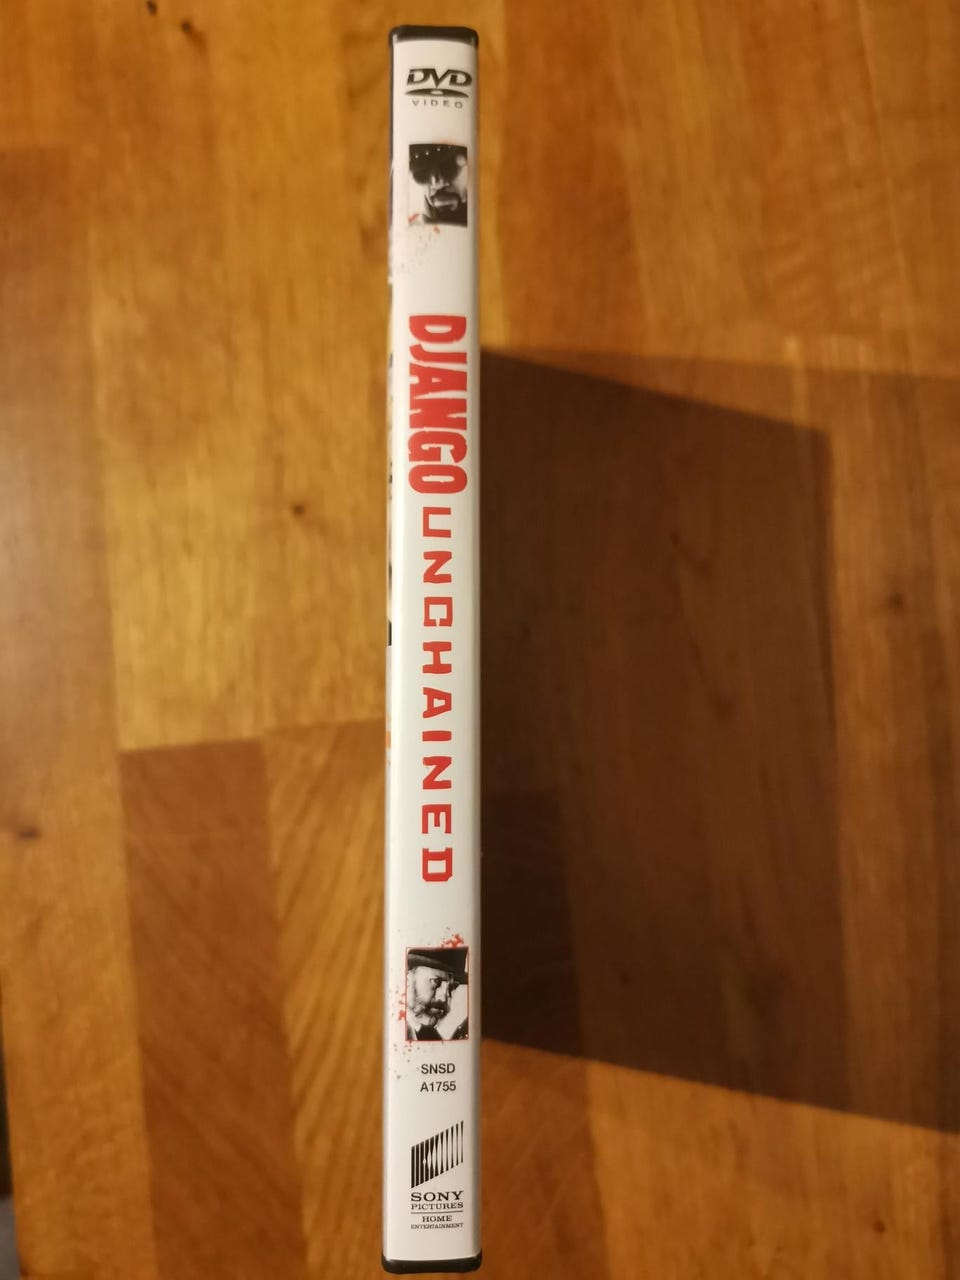 DVD
VIDEO
DJANGO UNCHAINED
SNSD
A1755
SONY
PICTURES
HOME
ENTERTAINMENT